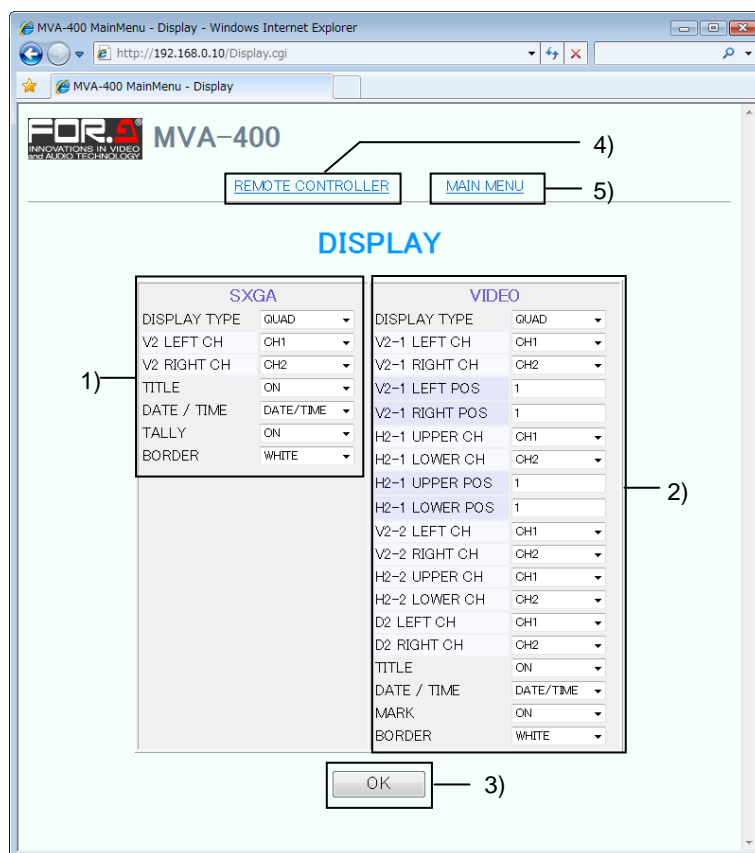 MVA-400 MainMenu - Display - Windows Internet Explorer
http://192.168.0.10/Display.cgi
MVA-400 MainMenu - Display
FOR.A
INNOVATIONS IN VIDEO
and AUDIO TECHNOLOGY
MVA-400
4)
REMOTE CONTROLLER MAIN MENU
5)
DISPLAY
1)
SXGA
DISPLAY TYPE QUAD
V2 LEFT CH CH1
V2 RIGHT CH CH2
TITLE ON
DATE / TIME DATE/TIME
TALLY ON
BORDER WHITE
VIDEO
DISPLAY TYPE QUAD
V2-1 LEFT CH CH1
V2-1 RIGHT CH CH2
V2-1 LEFT POS 1
V2-1 RIGHT POS 1
H2-1 UPPER CH CH1
H2-1 LOWER CH CH2
H2-1 UPPER POS 1
H2-1 LOWER POS 1
V2-2 LEFT CH CH1
V2-2 RIGHT CH CH2
H2-2 UPPER CH CH1
H2-2 LOWER CH CH2
D2 LEFT CH CH1
D2 RIGHT CH CH2
TITLE ON
DATE / TIME DATE/TIME
MARK ON
BORDER WHITE
2)
OK
3)